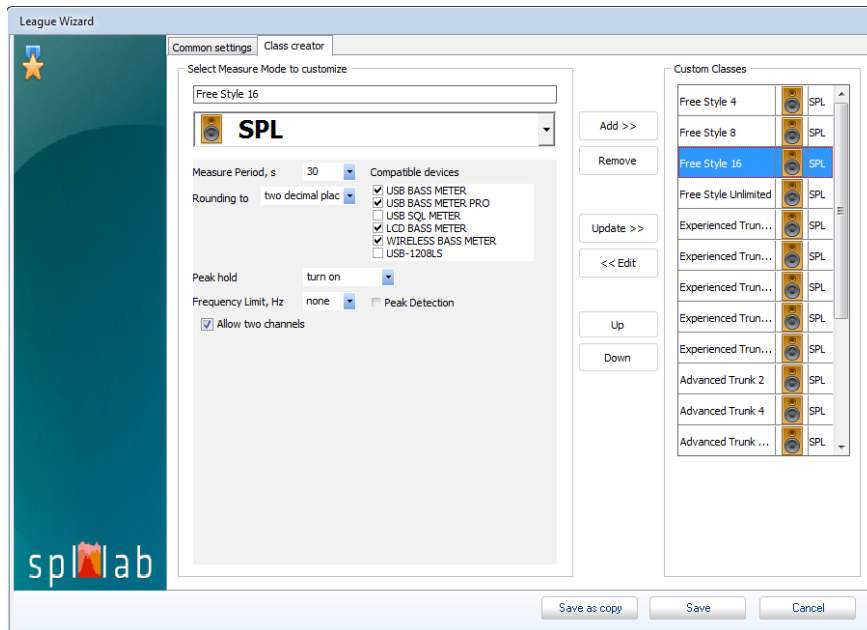 League Wizard
Common settings
Class creator
Select Measure Mode to customize
Free Style 16
SPL
Measure Period, s
30
Rounding to
two decimal plac
Compatible devices
USB BASS METER
USB BASS METER PRO
USB SQL METER
LCD BASS METER
WIRELESS BASS METER
USB-1208LS
Peak hold
turn on
Frequency Limit, Hz
none
Peak Detection
Allow two channels
Add >>
Remove
Update >>
<< Edit
Up
Down
Custom Classes
Free Style 4 SPL
Free Style 8 SPL
Free Style 16 SPL
Free Style Unlimited SPL
Experienced Trun... SPL
Experienced Trun... SPL
Experienced Trun... SPL
Experienced Trun... SPL
Experienced Trun... SPL
Advanced Trunk 2 SPL
Advanced Trunk 4 SPL
Advanced Trunk ... SPL
spl lab
Save as copy
Save
Cancel